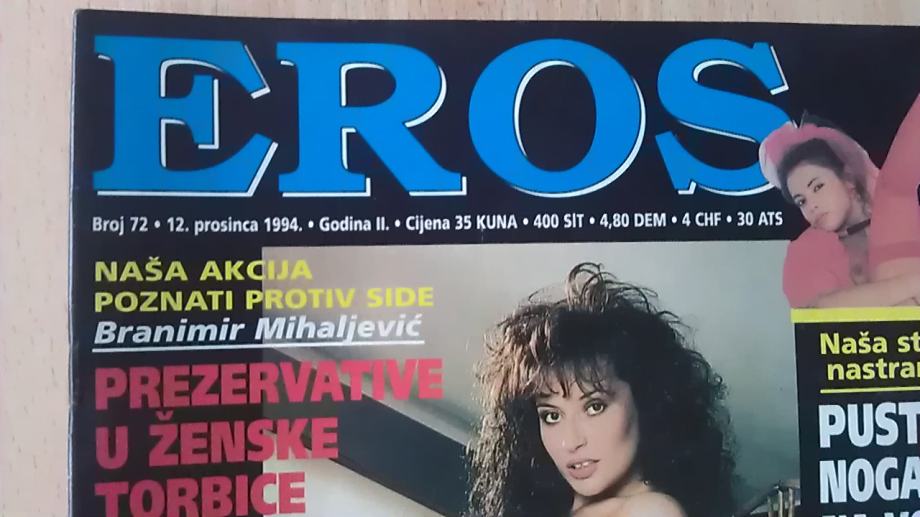 EROS
Broj 72 • 12. prosinca 1994. • Godina II. • Cijena 35 KUNA • 400 SIT • 4,80 DEM • 4 CHF • 30 ATS
NAŠA AKCIJA
POZNATI PROTIV SIDE
Branimir Mihaljević
PREZERVATIVE
U ŽENSKE
TORBICE
Naša